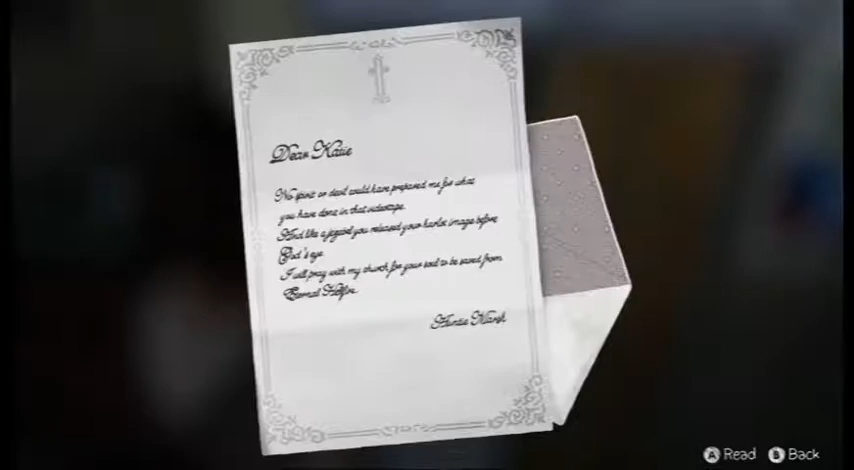 Dear Katie
No spirit or devil could have prepared me for what
you have done in that videotape.
And like a jezebel you released your harlot image before
God's eye.
I will pray with my church for your soul to be saved from
Eternal Hellfire.
Auntie Marsh
A Read B Back